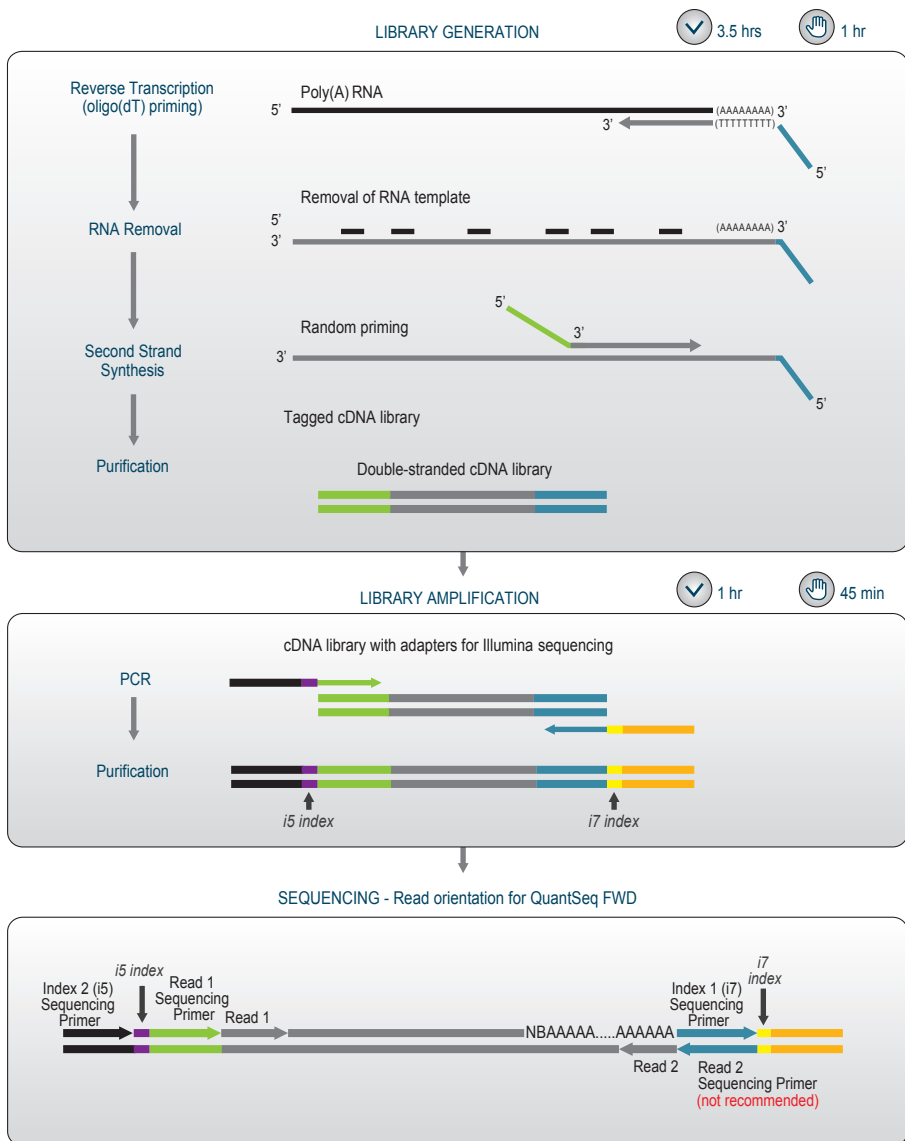 LIBRARY GENERATION
3.5 hrs
1 hr
Reverse Transcription
(oligo(dT) priming)
Poly(A) RNA
5’
(AAAAAAAA)
3’
3’
(TTTTTTTTT)
5’
Removal of RNA template
5’
(AAAAAAAA)
3’
RNA Removal
3’
5’
Random priming
3’
Second Strand
Synthesis
3’
5’
Tagged cDNA library
Purification
Double-stranded cDNA library
LIBRARY AMPLIFICATION
1 hr
45 min
cDNA library with adapters for Illumina sequencing
PCR
Purification
i5 index
i7 index
SEQUENCING - Read orientation for QuantSeq FWD
i5 index
Index 2 (i5)
Sequencing
Primer
Read 1
Sequencing
Primer
Read 1
NBAAAAA.....AAAAAA
Index 1 (i7)
Sequencing
Primer
i7
index
Read 2
Read 2
Sequencing Primer
(not recommended)